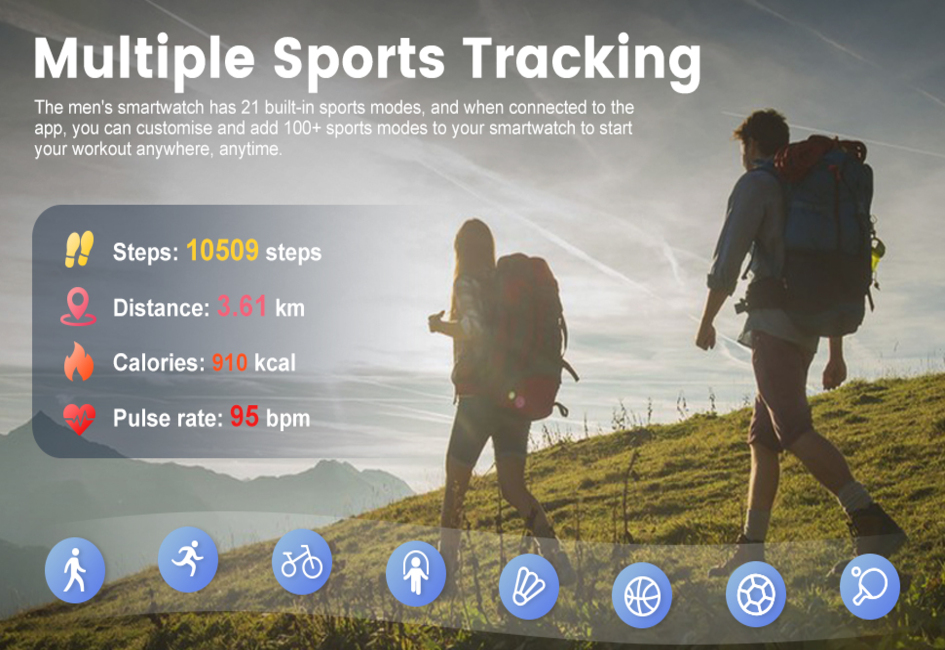 Multiple Sports Tracking
The men's smartwatch has 21 built-in sports modes, and when connected to the
app, you can customise and add 100+ sports modes to your smartwatch to start
your workout anywhere, anytime.
Steps: 10509 steps
Distance: 3.61 km
Calories: 910 kcal
Pulse rate: 95 bpm